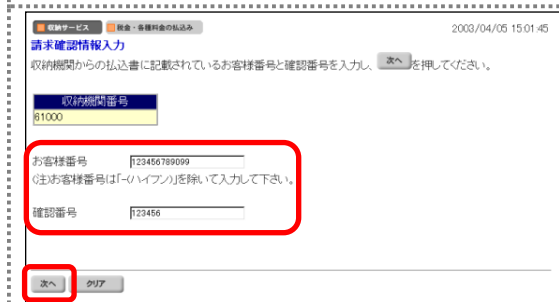 収納サービス 税金・各種料金の払込み 2003/04/05 15:01:45
請求確認情報入力
収納機関からの払込書に記載されているお客様番号と確認番号を入力し、 次へ を押してください。
収納機関番号
61000
お客様番号 123456789099
(注)お客様番号は「-(ハイフン)」を除いて入力して下さい。
確認番号 123456
次へ クリア